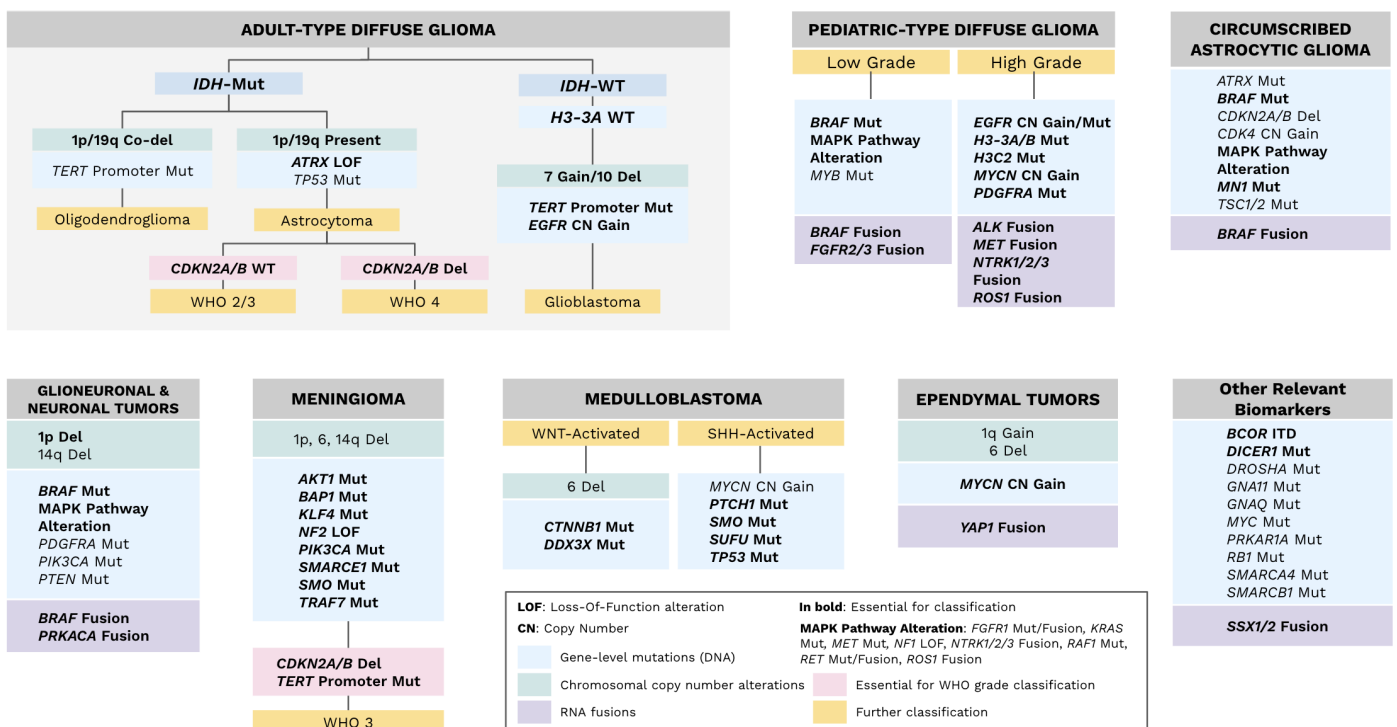 ADULT-TYPE DIFFUSE GLIOMA
IDH-Mut
IDH-WT
H3-3A WT
1p/19q Co-del
TERT Promoter Mut
Oligodendroglioma
1p/19q Present
ATRX LOF
TP53 Mut
Astrocytoma
CDKN2A/B WT
WHO 2/3
CDKN2A/B Del
WHO 4
7 Gain/10 Del
TERT Promoter Mut
EGFR CN Gain
Glioblastoma
PEDIATRIC-TYPE DIFFUSE GLIOMA
Low Grade
BRAF Mut
MAPK Pathway
Alteration
MYB Mut
BRAF Fusion
FGFR2/3 Fusion
High Grade
EGFR CN Gain/Mut
H3-3A/B Mut
H3C2 Mut
MYCN CN Gain
PDGFRA Mut
ALK Fusion
MET Fusion
NTRK1/2/3
Fusion
ROS1 Fusion
CIRCUMSCRIBED
ASTROCYTIC GLIOMA
ATRX Mut
BRAF Mut
CDKN2A/B Del
CDK4 CN Gain
MAPK Pathway
Alteration
MN1 Mut
TSC1/2 Mut
BRAF Fusion
GLIONEURONAL &
NEURONAL TUMORS
1p Del
14q Del
BRAF Mut
MAPK Pathway
Alteration
PDGFRA Mut
PIK3CA Mut
PTEN Mut
BRAF Fusion
PRKACA Fusion
MENINGIOMA
1p, 6, 14q Del
AKT1 Mut
BAP1 Mut
KLF4 Mut
NF2 LOF
PIK3CA Mut
SMARCE1 Mut
SMO Mut
TRAF7 Mut
CDKN2A/B Del
TERT Promoter Mut
WHO 3
MEDULLOBLASTOMA
WNT-Activated
6 Del
CTNNB1 Mut
DDX3X Mut
SHH-Activated
MYCN CN Gain
PTCH1 Mut
SMO Mut
SUFU Mut
TP53 Mut
EPENDYMAL TUMORS
1q Gain
6 Del
MYCN CN Gain
YAP1 Fusion
Other Relevant
Biomarkers
BCOR ITD
DICER1 Mut
DROSHA Mut
GNA11 Mut
GNAQ Mut
MYC Mut
PRKAR1A Mut
RB1 Mut
SMARCA4 Mut
SMARCB1 Mut
SSX1/2 Fusion
LOF: Loss-Of-Function alteration
CN: Copy Number
Gene-level mutations (DNA)
Chromosomal copy number alterations
RNA fusions
In bold: Essential for classification
MAPK Pathway Alteration: FGFR1 Mut/Fusion, KRAS
Mut, MET Mut, NF1 LOF, NTRK1/2/3 Fusion, RAF1 Mut,
RET Mut/Fusion, ROS1 Fusion
Essential for WHO grade classification
Further classification